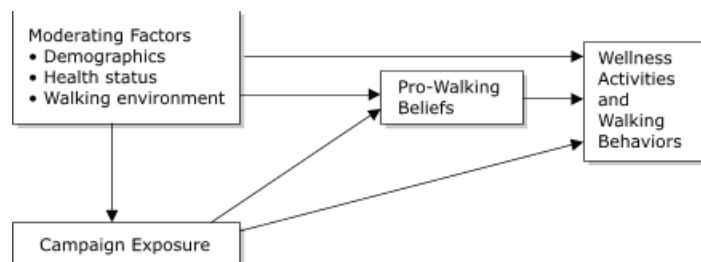 Moderating Factors
• Demographics
• Health status
• Walking environment
Pro-Walking
Beliefs
Wellness
Activities
and
Walking
Behaviors
Campaign Exposure